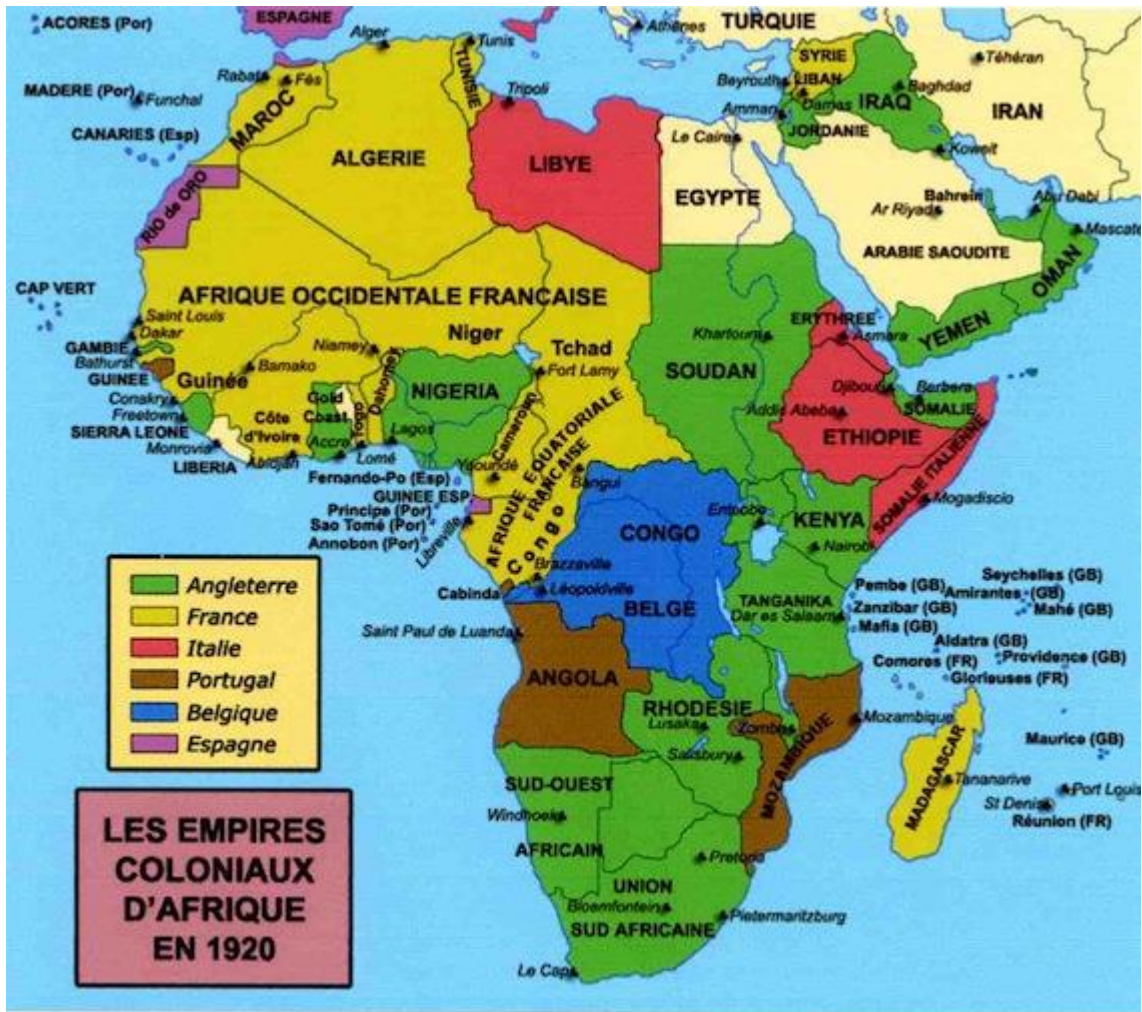 ACORES (Por)
ESPAGNE
Alger
Tunis
Athènes
TURQUIE
Téhéran
SYRIE
Beyrouth
LIBAN
Damas
Baghdad
IRAQ
IRAN
Rabat
Fés
MADERE (Por)
Funchal
TUNISIE
Tripoli
Amman
JORDANIE
Le Caire
Koweit
CANARIES (Esp)
MAROC
ALGERIE
LIBYE
EGYPTE
Bahrein
Abu Dabi
Ar Riyad
Mascate
RIO de ORO
ARABIE SAOUDITE
OMAN
CAP VERT
AFRIQUE OCCIDENTALE FRANCAISE
Saint Louis
Dakar
Niamey
Niger
Khartoum
ERYTHREE
Asmara
YEMEN
GAMBIE
Bathurst
GUINEE
Guinée
Bamako
Dahomey
NIGERIA
Tchad
Fort Lamy
SOUDAN
Djibouti
Berbera
Addis Abeba
SOMALIE
Conakry
Freetown
SIERRA LEONE
Monrovia
LIBERIA
Côte
d'Ivoire
Abidjan
Gold
Coast
Accra
Togo
Lomé
Lagos
Cameroun
Yaoundé
ETHIOPIE
SOMALIE ITALIENNE
Mogadiscio
Fernando-Po (Esp)
GUINEE ESP
Principe (Por)
Sao Tomé (Por)
Annobon (Por)
Libreville
AFRIQUE EQUATORIALE
FRANCAISE
Bangui
Congo
Brazzaville
Léopoldville
Cabinda
CONGO
BELGE
Entebbe
KENYA
Nairobi
TANGANIKA
Dar es Salaam
Pembe (GB)
Zanzibar (GB)
Mafia (GB)
Seychelles (GB)
Amirantes (GB)
Mahé (GB)
Aldatra (GB)
Providence (GB)
Comores (FR)
Glorieuses (FR)
Saint Paul de Luanda
ANGOLA
RHODESIE
Lusaka
Zomba
Salisbury
MOZAMBIQUE
Mozambique
MADAGASCAR
Tananarive
Maurice (GB)
Port Louis
St Denis
Réunion (FR)
SUD-OUEST
AFRICAIN
Windhoek
Pretoria
UNION
SUD AFRICAINE
Bloemfontein
Pietermaritzburg
Le Cap
Angleterre
France
Italie
Portugal
Belgique
Espagne
LES EMPIRES
COLONIAUX
D'AFRIQUE
EN 1920